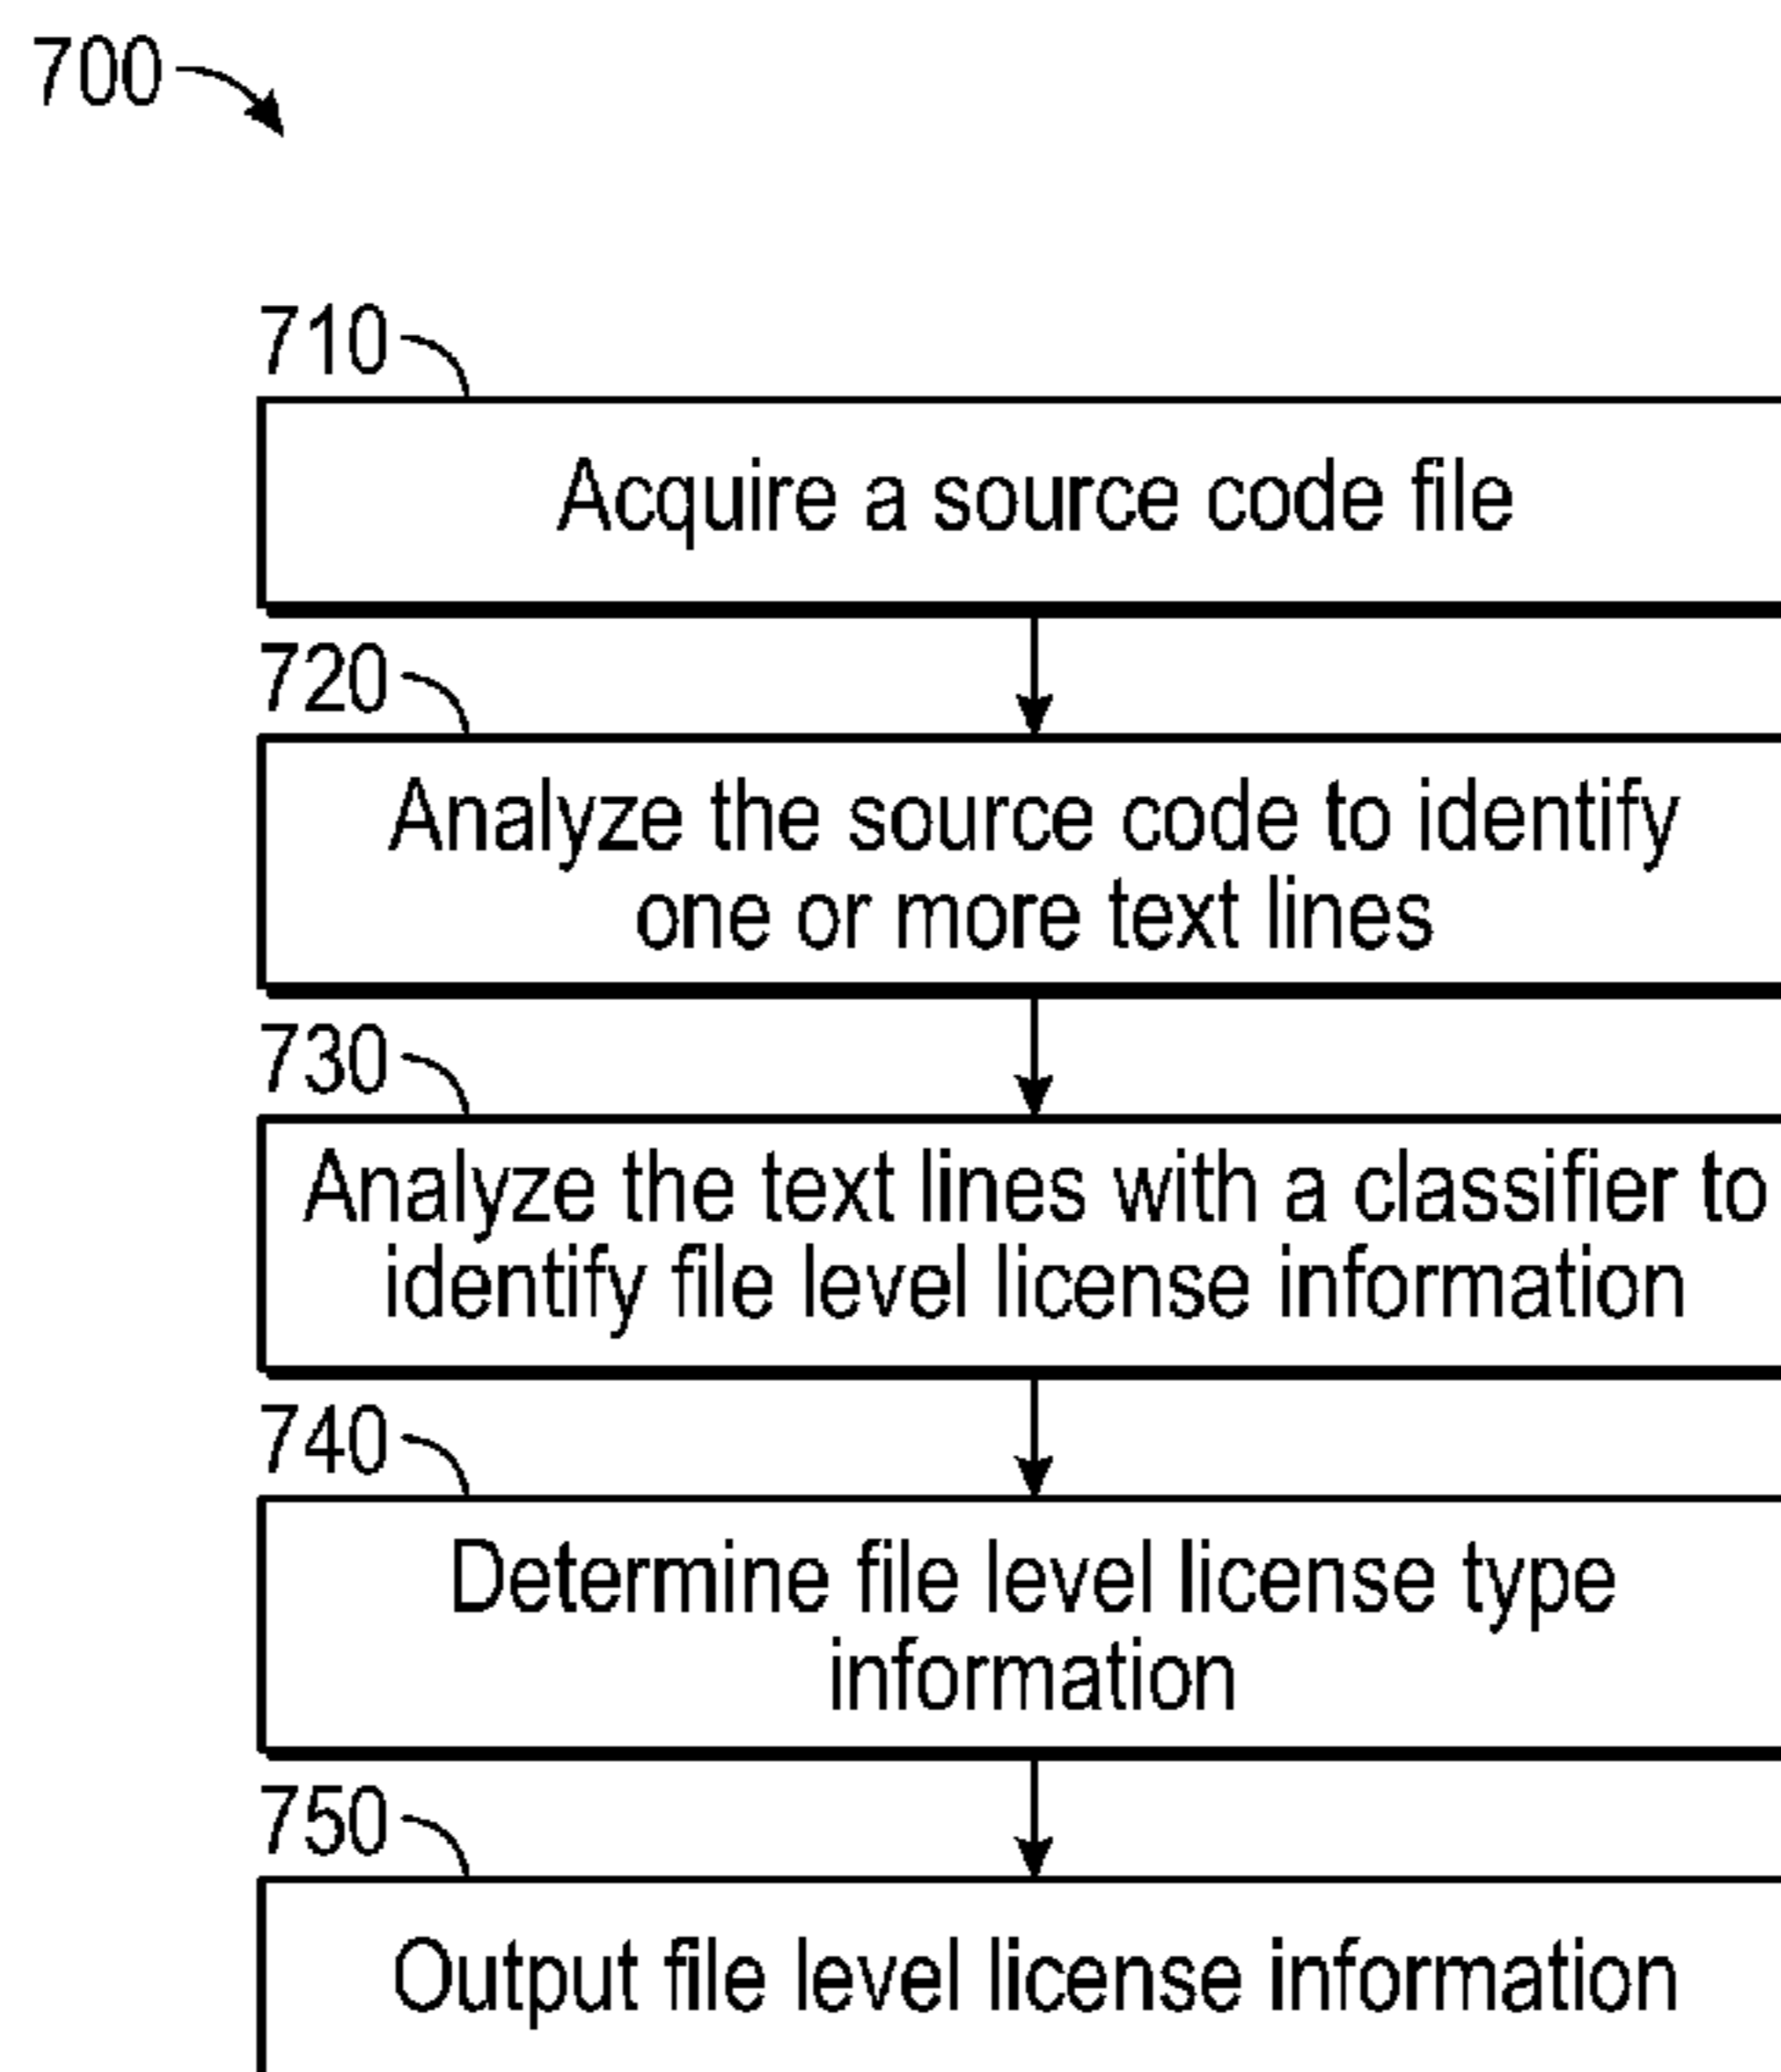 700
710
Acquire a source code file
720
Analyze the source code to identify
one or more text lines
730
Analyze the text lines with a classifier to
identify file level license information
740
Determine file level license type
information
750
Output file level license information